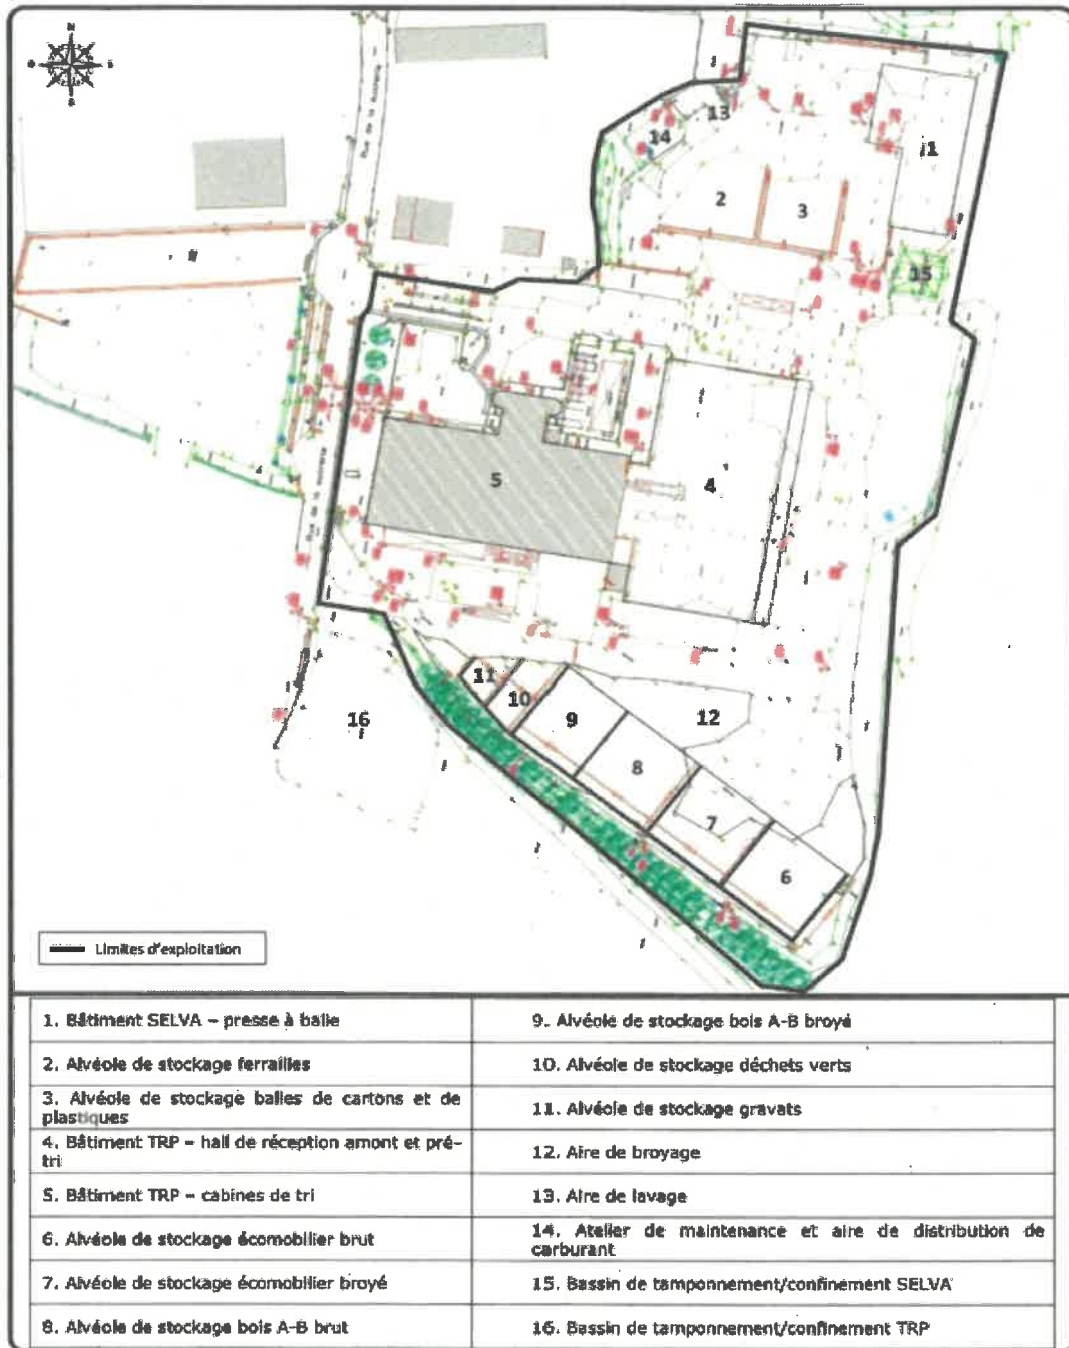 N
Rue de la
13
14
11
2
3
15
5
4
11
10
9
12
16
8
7
6
Limites d'exploitation
1. Bâtiment SELVA – presse à balle
2. Alvéole de stockage ferrailles
3. Alvéole de stockage balles de cartons et de
plastiques
4. Bâtiment TRP – hall de réception amont et pré-
tri
5. Bâtiment TRP – cabines de tri
6. Alvéole de stockage écomobilier brut
7. Alvéole de stockage écomobilier broyé
8. Alvéole de stockage bois A-B brut
9. Alvéole de stockage bois A-B broyé
10. Alvéole de stockage déchets verts
11. Alvéole de stockage gravats
12. Aire de broyage
13. Aire de lavage
14. Atelier de maintenance et aire de distribution de
carburant
15. Bassin de tamponnement/confinement SELVA
16. Bassin de tamponnement/confinement TRP